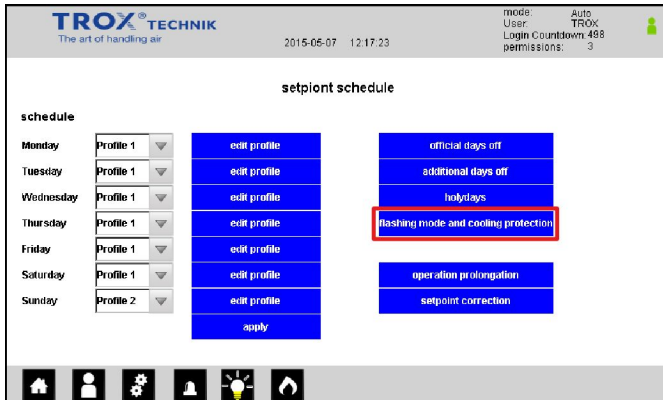 TROX® TECHNIK
The art of handling air
2015-05-07 12:17:23
mode: Auto
User: TROX
Login Countdown: 498
permissions: 3
setpiont schedule
schedule
Monday Profile 1 edit profile official days off
Tuesday Profile 1 edit profile additional days off
Wednesday Profile 1 edit profile holydays
Thursday Profile 1 edit profile flashing mode and cooling protection
Friday Profile 1 edit profile
Saturday Profile 1 edit profile operation prolongation
Sunday Profile 2 edit profile setpoint correction
apply